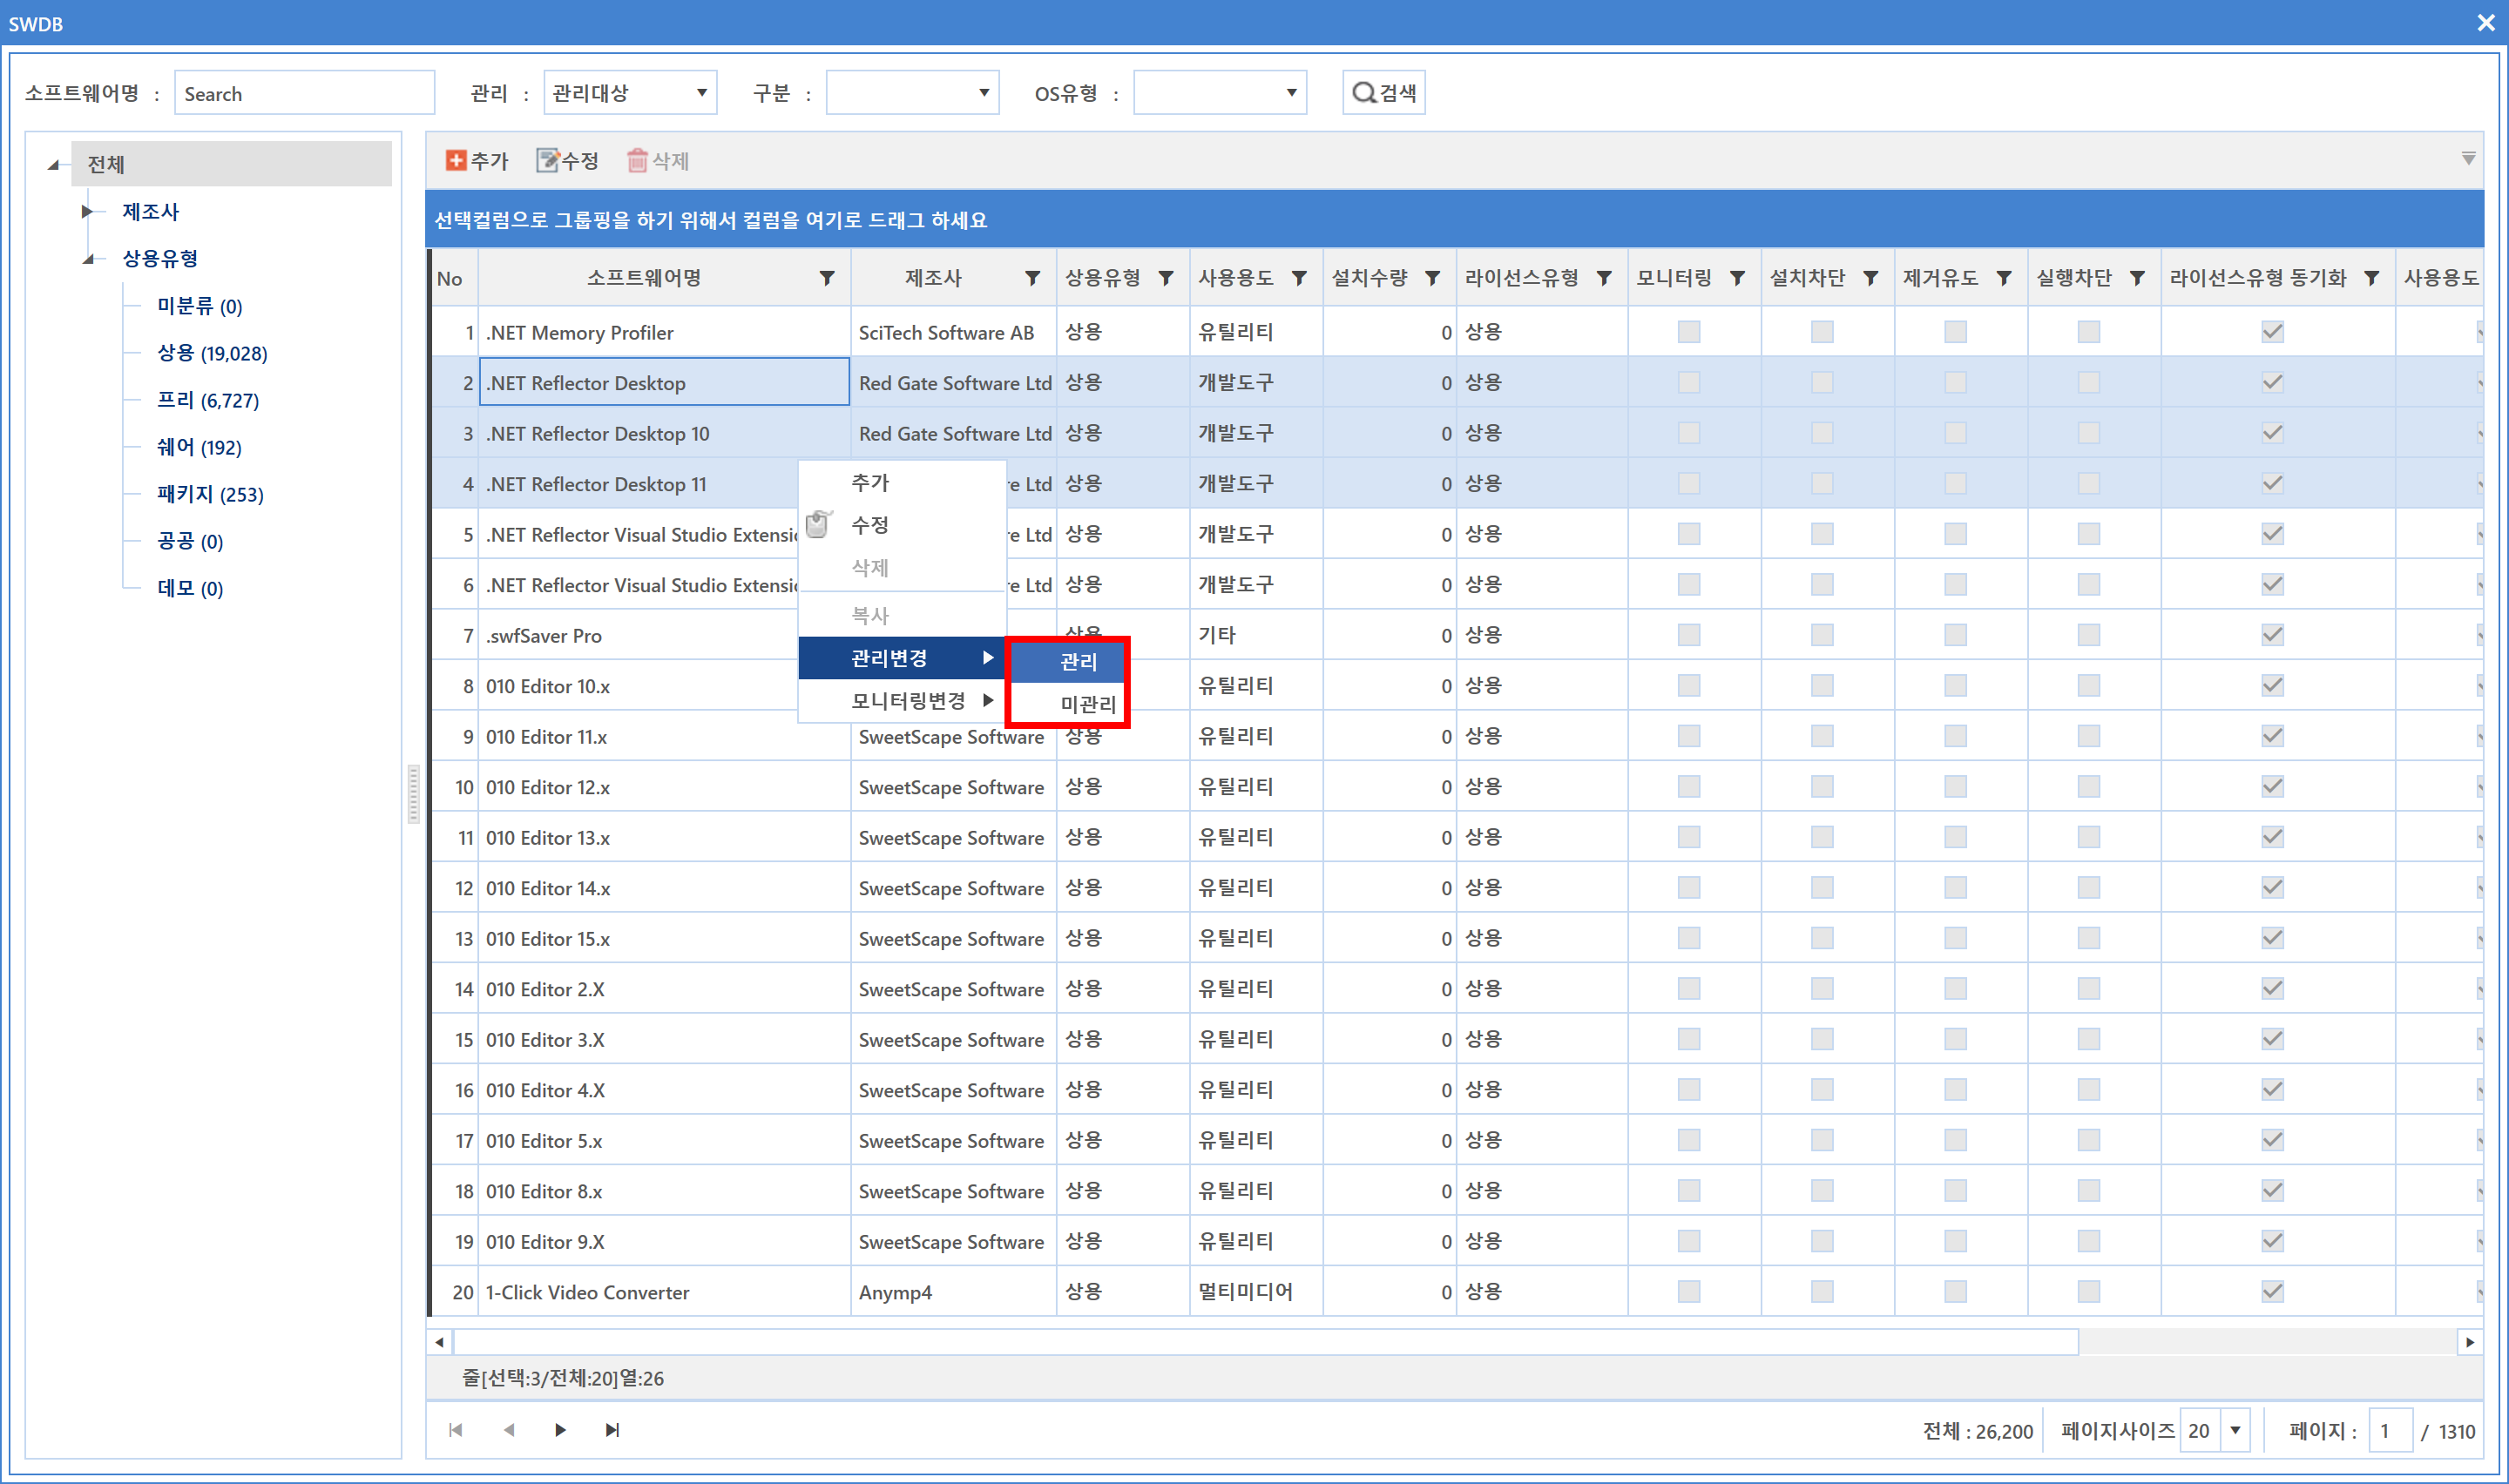 SWDB
소프트웨어명 : Search 관리 : 관리대상 구분 : OS유형 : 검색
전체
제조사
상용유형
미분류 (0)
상용 (19,028)
프리 (6,727)
쉐어 (192)
패키지 (253)
공공 (0)
데모 (0)
추가 수정 삭제
선택컬럼으로 그룹핑을 하기 위해서 컬럼을 여기로 드래그 하세요
No 소프트웨어명 제조사 상용유형 사용용도 설치수량 라이선스유형 모니터링 설치차단 제거유도 실행차단 라이선스유형 동기화 사용용도
1 .NET Memory Profiler SciTech Software AB 상용 유틸리티 0 상용
2 .NET Reflector Desktop Red Gate Software Ltd 상용 개발도구 0 상용
3 .NET Reflector Desktop 10 Red Gate Software Ltd 상용 개발도구 0 상용
4 .NET Reflector Desktop 11 re Ltd 상용 개발도구 0 상용
5 .NET Reflector Visual Studio Extensi re Ltd 상용 개발도구 0 상용
6 .NET Reflector Visual Studio Extensi re Ltd 상용 개발도구 0 상용
7 .swfSaver Pro 상용 기타 0 상용
8 010 Editor 10.x 유틸리티 0 상용
9 010 Editor 11.x SweetScape Software 상용 유틸리티 0 상용
10 010 Editor 12.x SweetScape Software 상용 유틸리티 0 상용
11 010 Editor 13.x SweetScape Software 상용 유틸리티 0 상용
12 010 Editor 14.x SweetScape Software 상용 유틸리티 0 상용
13 010 Editor 15.x SweetScape Software 상용 유틸리티 0 상용
14 010 Editor 2.X SweetScape Software 상용 유틸리티 0 상용
15 010 Editor 3.X SweetScape Software 상용 유틸리티 0 상용
16 010 Editor 4.X SweetScape Software 상용 유틸리티 0 상용
17 010 Editor 5.x SweetScape Software 상용 유틸리티 0 상용
18 010 Editor 8.x SweetScape Software 상용 유틸리티 0 상용
19 010 Editor 9.X SweetScape Software 상용 유틸리티 0 상용
20 1-Click Video Converter Anymp4 상용 멀티미디어 0 상용
추가
수정
삭제
복사
관리변경
모니터링변경
관리
미관리
줄[선택:3/전체:20]열:26
전체 : 26,200 페이지사이즈 20 페이지 : 1 / 1310